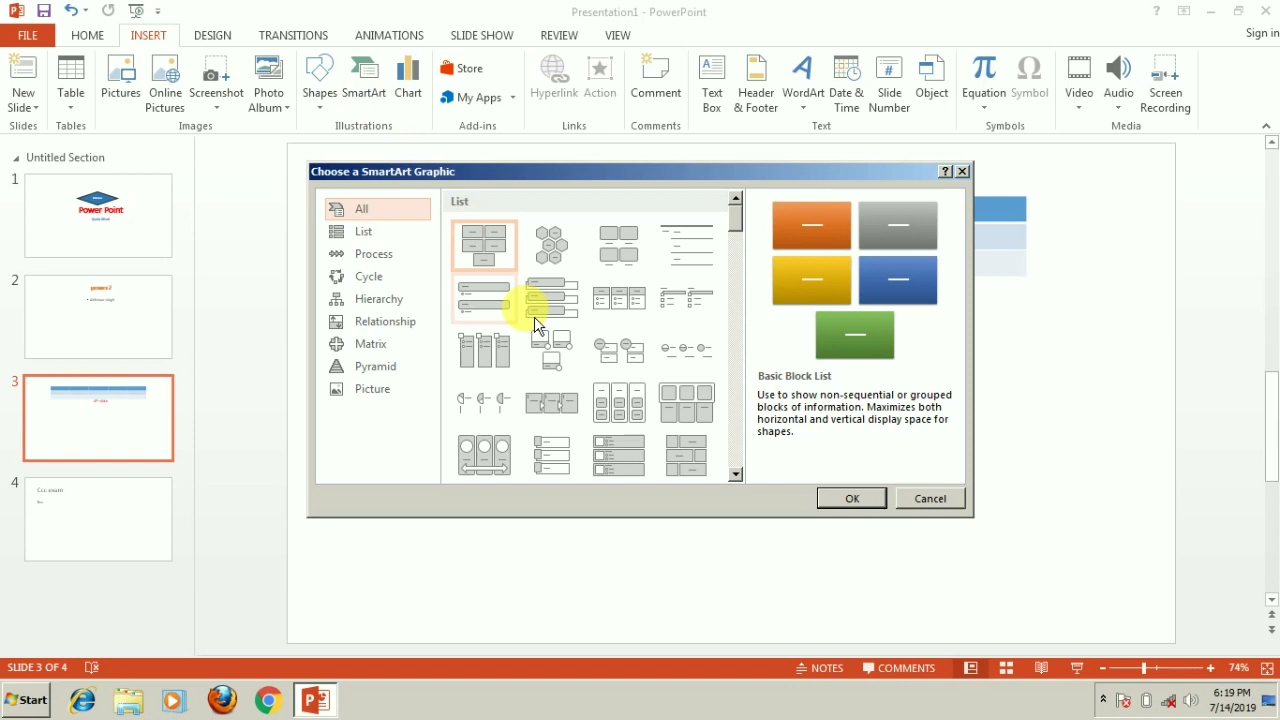 Presentation1 - PowerPoint
FILE HOME INSERT DESIGN TRANSITIONS ANIMATIONS SLIDE SHOW REVIEW VIEW Sign in
New Slide Table Pictures Online Pictures Screenshot Photo Album Shapes SmartArt Chart Store My Apps Hyperlink Action Comment Text Box Header & Footer WordArt Date & Time Slide Number Object Equation Symbol Video Audio Screen Recording
Slides Tables Images Illustrations Add-ins Links Comments Text Symbols Media
Untitled Section
1
Power Point
2
3
4
Ccc exam
Choose a SmartArt Graphic
All
List
Process
Cycle
Hierarchy
Relationship
Matrix
Pyramid
Picture
List
Basic Block List
Use to show non-sequential or grouped
blocks of information. Maximizes both
horizontal and vertical display space for
shapes.
OK Cancel
SLIDE 3 OF 4 NOTES COMMENTS 74%
Start 6:19 PM
7/14/2019